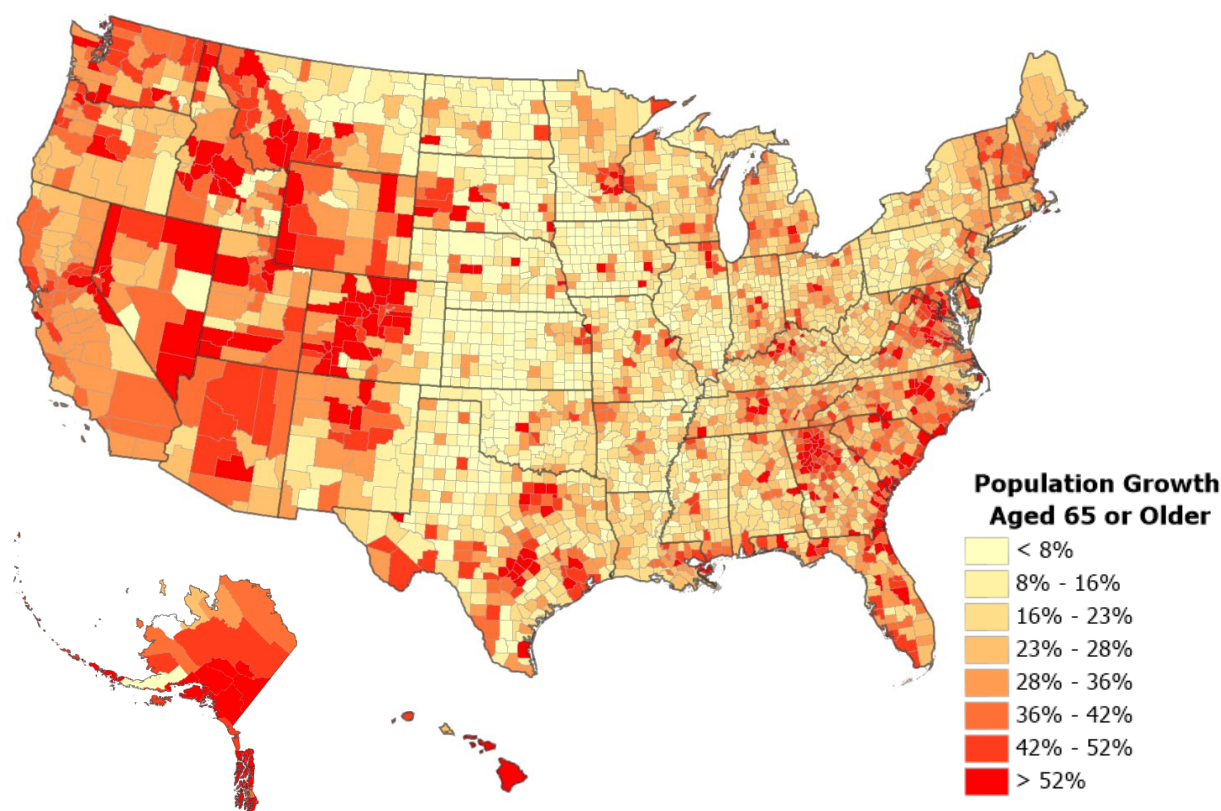 Population Growth
Aged 65 or Older
< 8%
8% - 16%
16% - 23%
23% - 28%
28% - 36%
36% - 42%
42% - 52%
> 52%